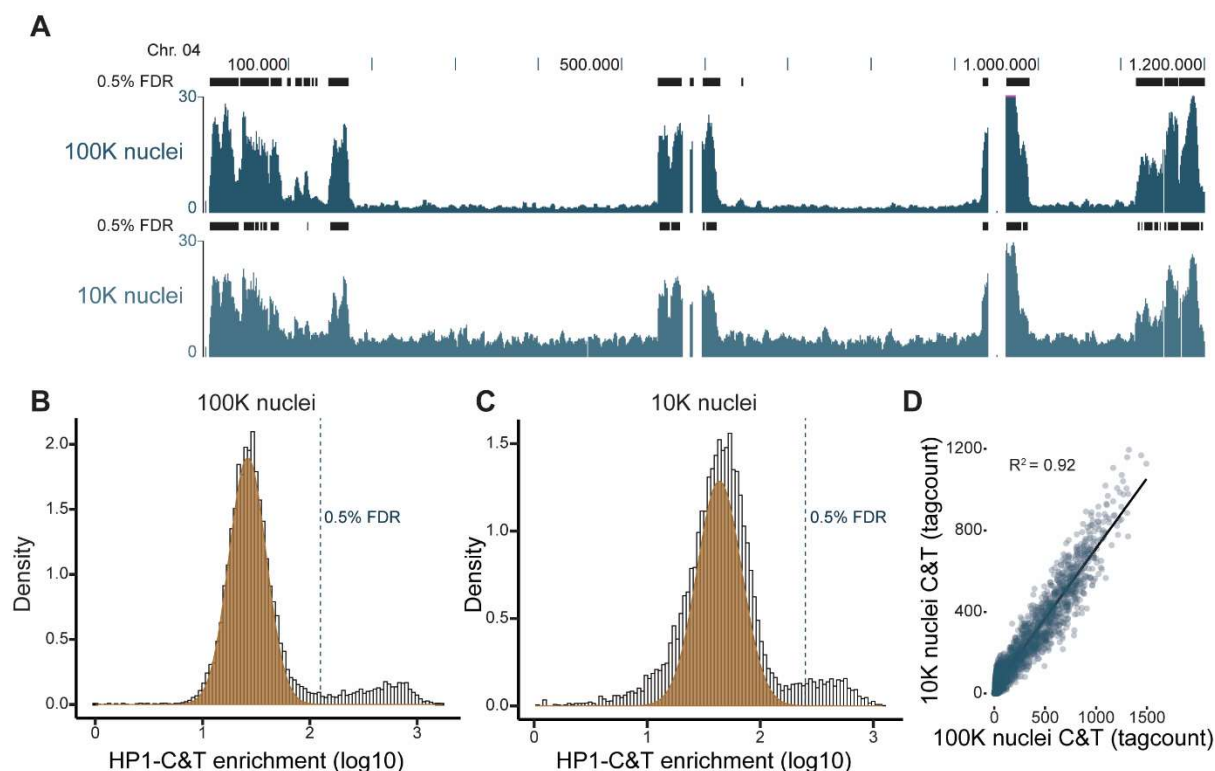 A
Chr. 04
100.000 500.000 1.000.000 1.200.000
0.5% FDR
30
100K nuclei
0
0.5% FDR
30
10K nuclei
0
B
100K nuclei
2.0
1.5
1.0
0.5
0.0
Density
0.5% FDR
0 1 2 3
HP1-C&T enrichment (log10)
C
10K nuclei
1.5
1.0
0.5
0.0
Density
0.5% FDR
0 1 2 3
HP1-C&T enrichment (log10)
D
1200
800
400
0
10K nuclei C&T (tagcount)
R² = 0.92
0 500 1000 1500
100K nuclei C&T (tagcount)